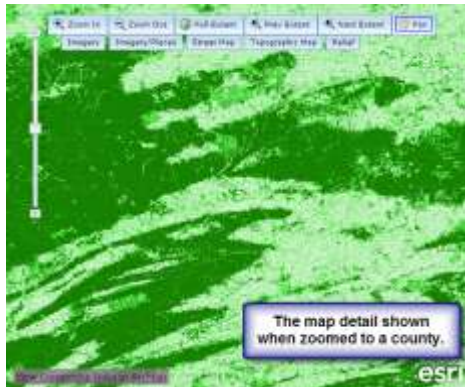 Zoom In Zoom Out Full Extent Prev Extent Next Extent Pan
Imagery Imagery/Places Street Map Topographic Map Relief
The map detail shown
when zoomed to a county.
esri